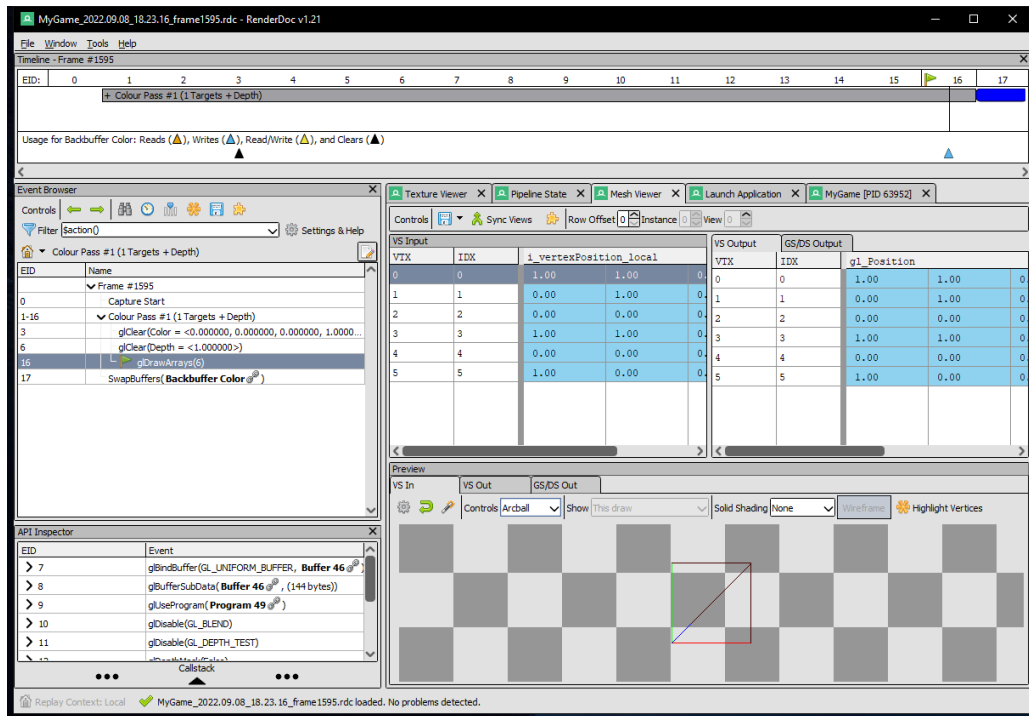 MyGame_2022.09.08_18.23.16_frame1595.rdc - RenderDoc v1.21
File Window Tools Help
Timeline - Frame #1595
EID: 0 1 2 3 4 5 6 7 8 9 10 11 12 13 14 15 16 17
+ Colour Pass #1 (1 Targets + Depth)
Usage for Backbuffer Color: Reads (△), Writes (△), Read/Write (△), and Clears (▲)
Event Browser
Controls
Filter $action() Settings & Help
Colour Pass #1 (1 Targets + Depth)
EID Name
Frame #1595
0 Capture Start
1-16 Colour Pass #1 (1 Targets + Depth)
3 glClear(Color = <0.000000, 0.000000, 0.000000, 1.0000...
6 glClear(Depth = <1.000000>)
16 glDrawArrays(6)
17 SwapBuffers(Backbuffer Color)
API Inspector
EID Event
7 glBindBuffer(GL_UNIFORM_BUFFER, Buffer 46)
8 glBufferSubData(Buffer 46, (144 bytes))
9 glUseProgram(Program 49)
10 glDisable(GL_BLEND)
11 glDisable(GL_DEPTH_TEST)
Callstack
Texture Viewer X Pipeline State X Mesh Viewer X Launch Application X MyGame [PID 63952] X
Controls Sync Views Row Offset 0 Instance 0 View 0
VS Input
VTX IDX i_vertexPosition_local
0 0 1.00 1.00 0.
1 1 0.00 1.00 0.
2 2 0.00 0.00 0.
3 3 1.00 1.00 0.
4 4 0.00 0.00 0.
5 5 1.00 0.00 0.
VS Output GS/DS Output
VTX IDX gl_Position
0 0 1.00 1.00 0.
1 1 0.00 1.00 0.
2 2 0.00 0.00 0.
3 3 1.00 1.00 0.
4 4 0.00 0.00 0.
5 5 1.00 0.00 0.
Preview
VS In VS Out GS/DS Out
Controls Arcball Show This draw Solid Shading None Wireframe Highlight Vertices
Replay Context: Local MyGame_2022.09.08_18.23.16_frame1595.rdc loaded. No problems detected.